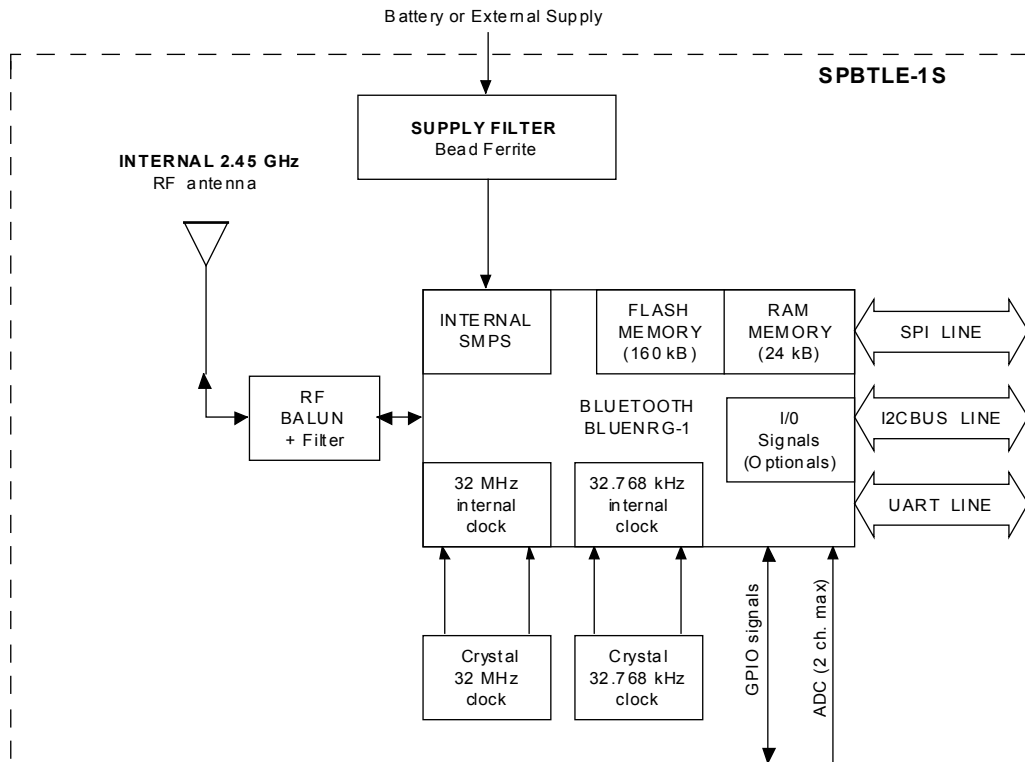 Battery or External Supply
SPBTLE-1S
SUPPLY FILTER
Bead Ferrite
INTERNAL 2.45 GHz
RF antenna
INTERNAL
SMPS
FLASH
MEMORY
(160 kB)
RAM
MEMORY
(24 kB)
SPI LINE
RF
BALUN
+ Filter
BLUETOOTH
BLUENRG-1
I/0
Signals
(Optionals)
I2CBUS LINE
32 MHz
internal
clock
32.768 kHz
internal
clock
UART LINE
Crystal
32 MHz
clock
Crystal
32.768 kHz
clock
GPIO signals
ADC (2 ch. max)